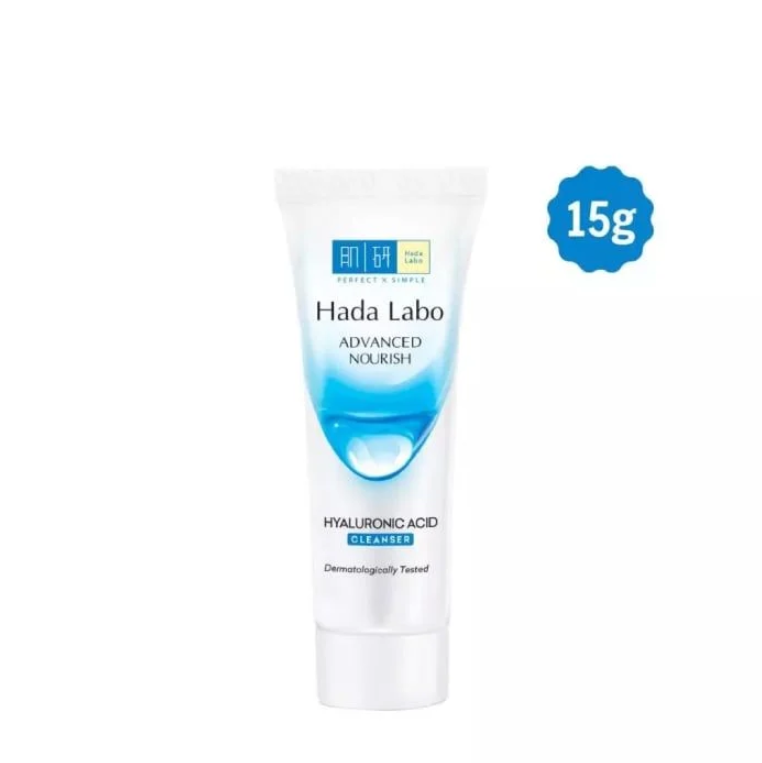 肌|研 Hada
Labo
PERFECT X SIMPLE
Hada Labo
ADVANCED
NOURISH
HYALURONIC ACID
CLEANSER
Dermatologically Tested
15g